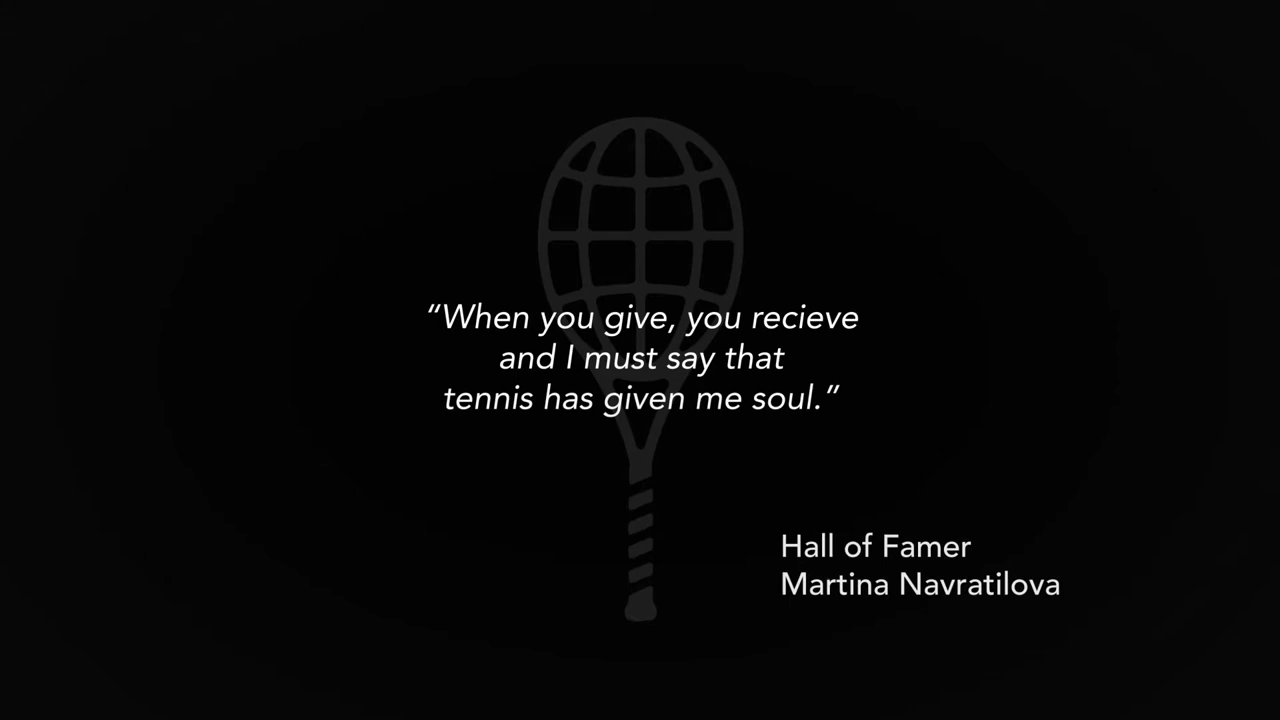 “When you give, you recieve
and I must say that
tennis has given me soul.”
Hall of Famer
Martina Navratilova